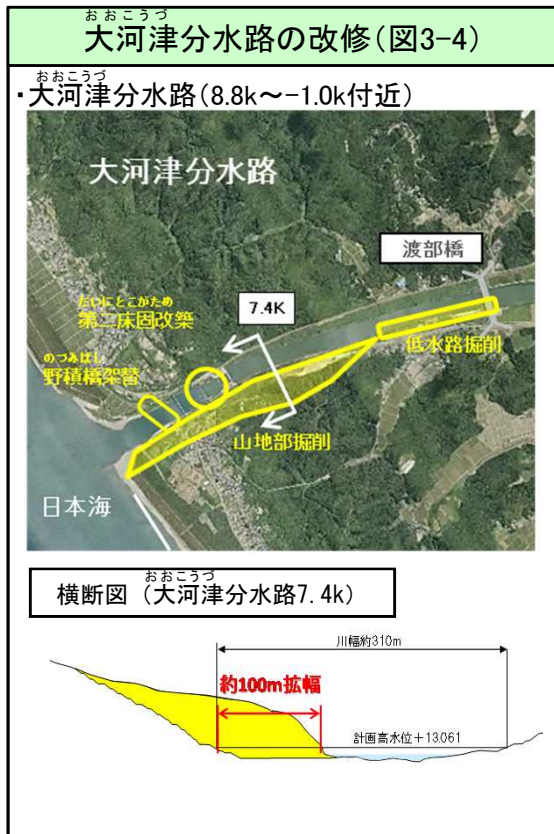 おおこうづ
大河津分水路の改修(図3-4)
おおこうづ
・大河津分水路(8.8k～-1.0k付近)
大河津分水路
渡部橋
7.4K
だいにとこがため
第二床固改築
低水路掘削
のづみばし
野積橋架替
山地部掘削
日本海
おおこうづ
横断図（大河津分水路7.4k）
川幅約310m
約100m拡幅
計画高水位+13.061